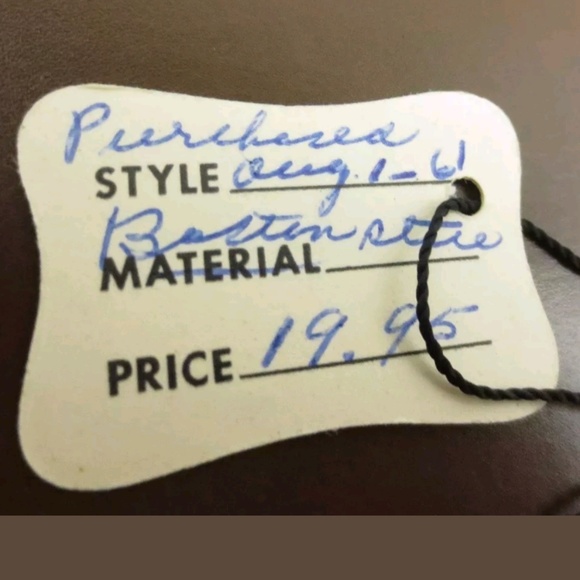 Purchased
STYLE Aug. 1-61
Boston store
MATERIAL
PRICE 19.95